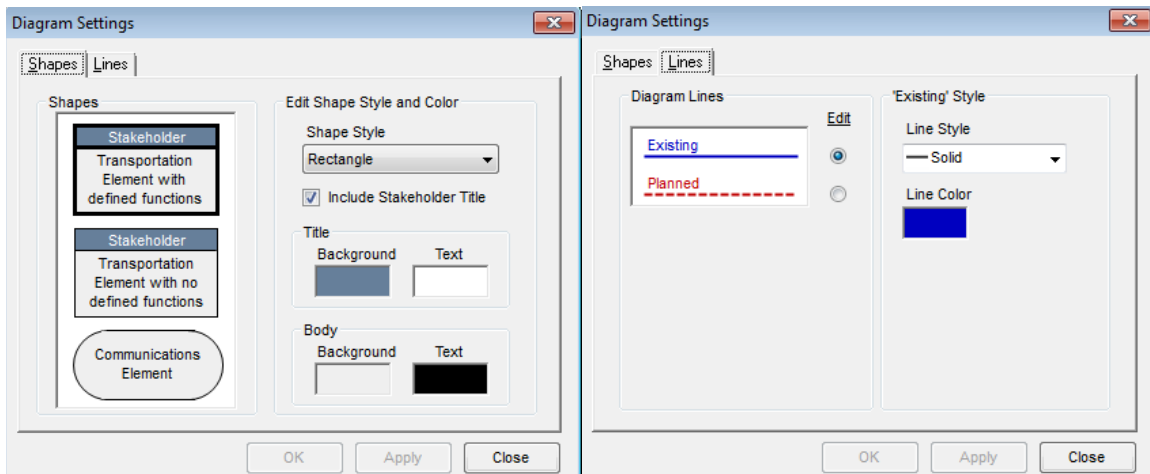 Diagram Settings
Shapes Lines
Shapes
Stakeholder
Transportation
Element with
defined functions
Stakeholder
Transportation
Element with no
defined functions
Communications
Element
Edit Shape Style and Color
Shape Style
Rectangle
Include Stakeholder Title
Title
Background Text
Body
Background Text
OK Apply Close
Diagram Settings
Shapes Lines
Diagram Lines
Edit
Existing
Planned
'Existing' Style
Line Style
Solid
Line Color
OK Apply Close